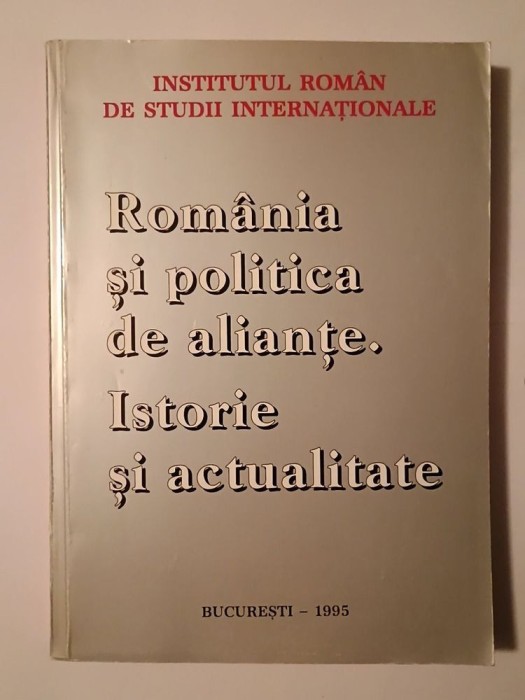 INSTITUTUL ROMÂN
DE STUDII INTERNAȚIONALE
România
și politica
de alianțe.
Istorie
și actualitate
BUCUREȘTI – 1995